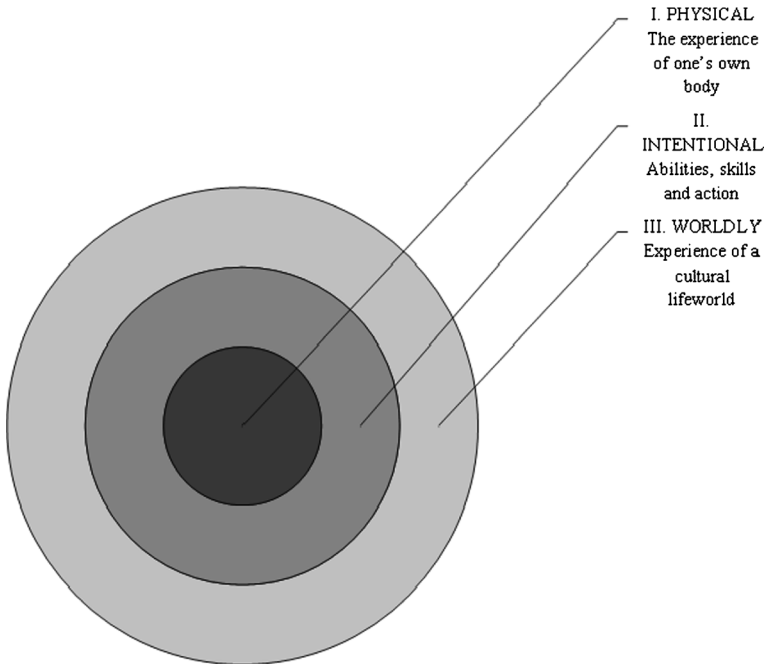 I. PHYSICAL
The experience
of one's own
body
II.
INTENTIONAL
Abilities, skills
and action
III. WORLDLY
Experience of a
cultural
lifeworld